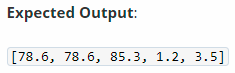 Expected Output:
[78.6, 78.6, 85.3, 1.2, 3.5]